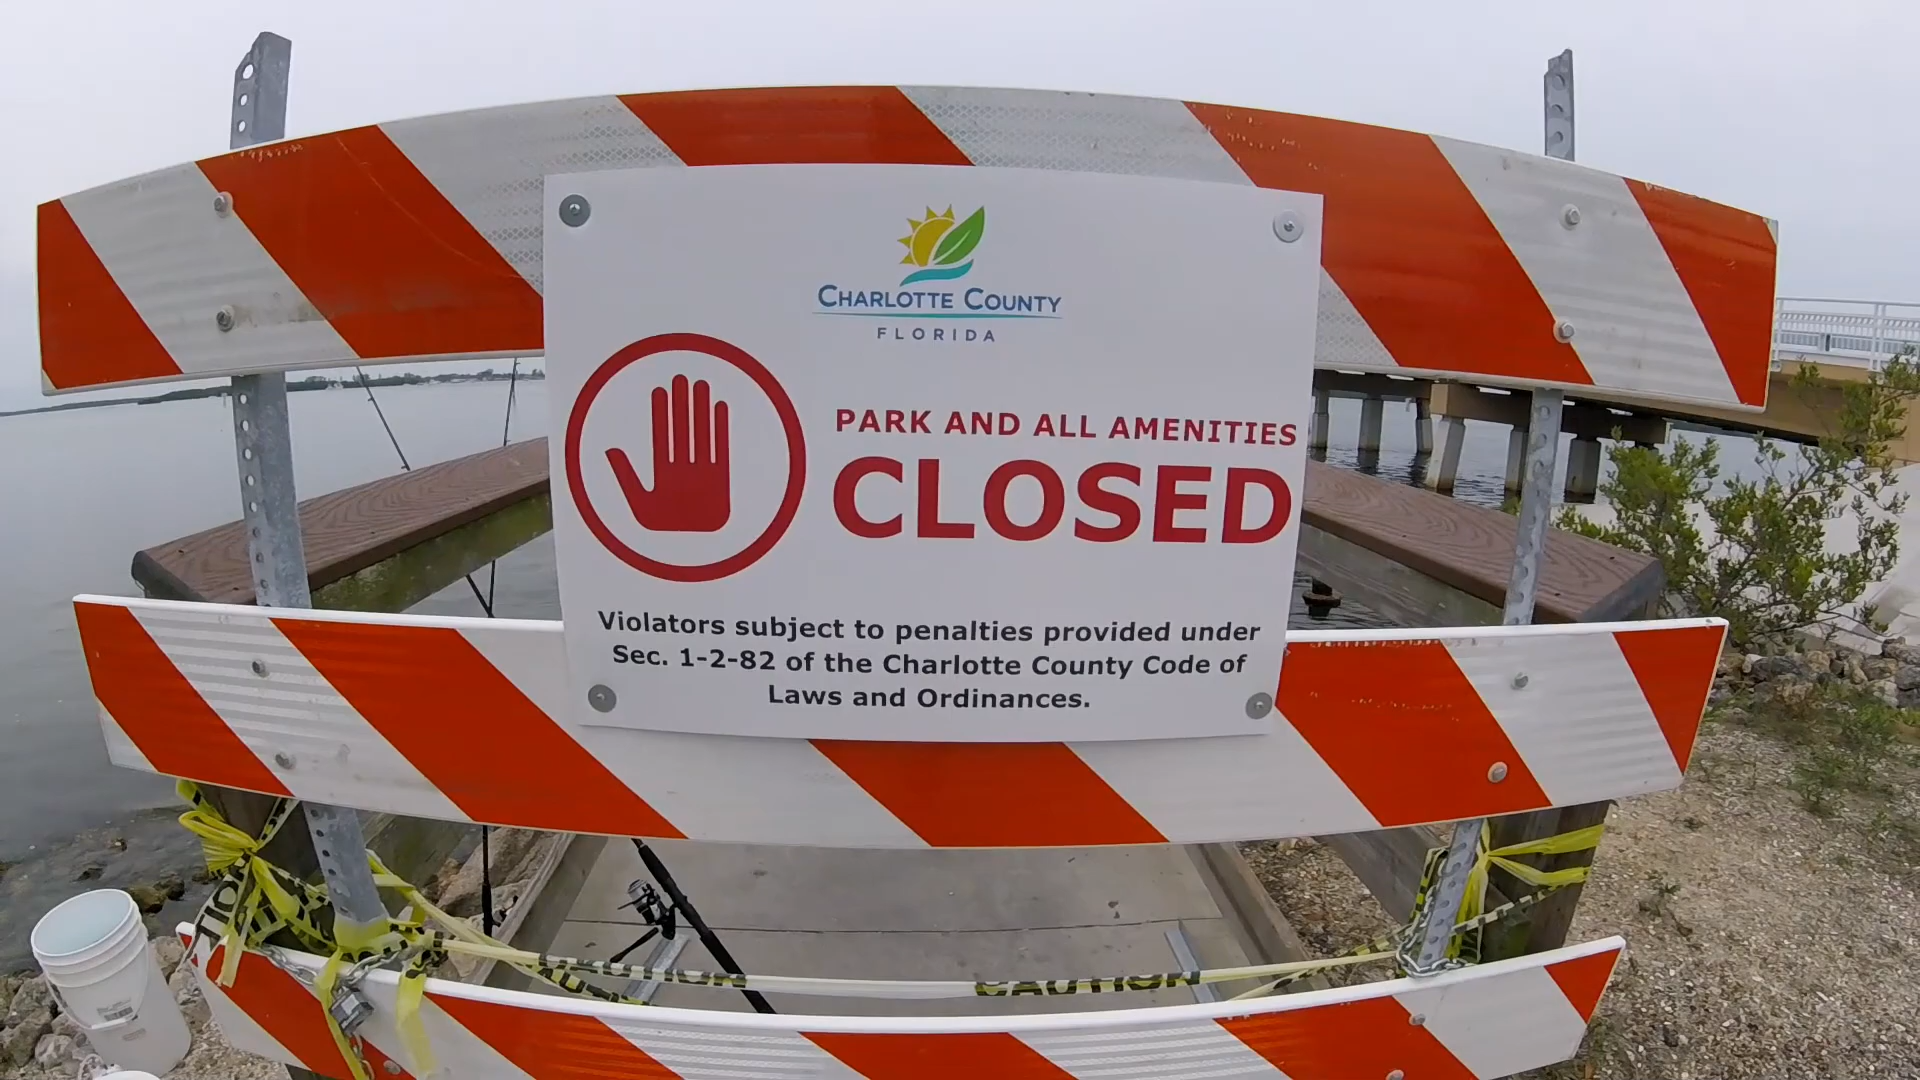 CHARLOTTE COUNTY
FLORIDA
PARK AND ALL AMENITIES
CLOSED
Violators subject to penalties provided under
Sec. 1-2-82 of the Charlotte County Code of
Laws and Ordinances.
CAUTION